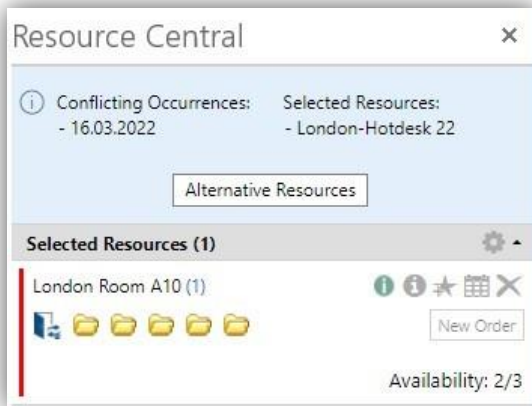 Resource Central
Conflicting Occurrences:
- 16.03.2022
Selected Resources:
- London-Hotdesk 22
Alternative Resources
Selected Resources (1)
London Room A10 (1)
New Order
Availability: 2/3